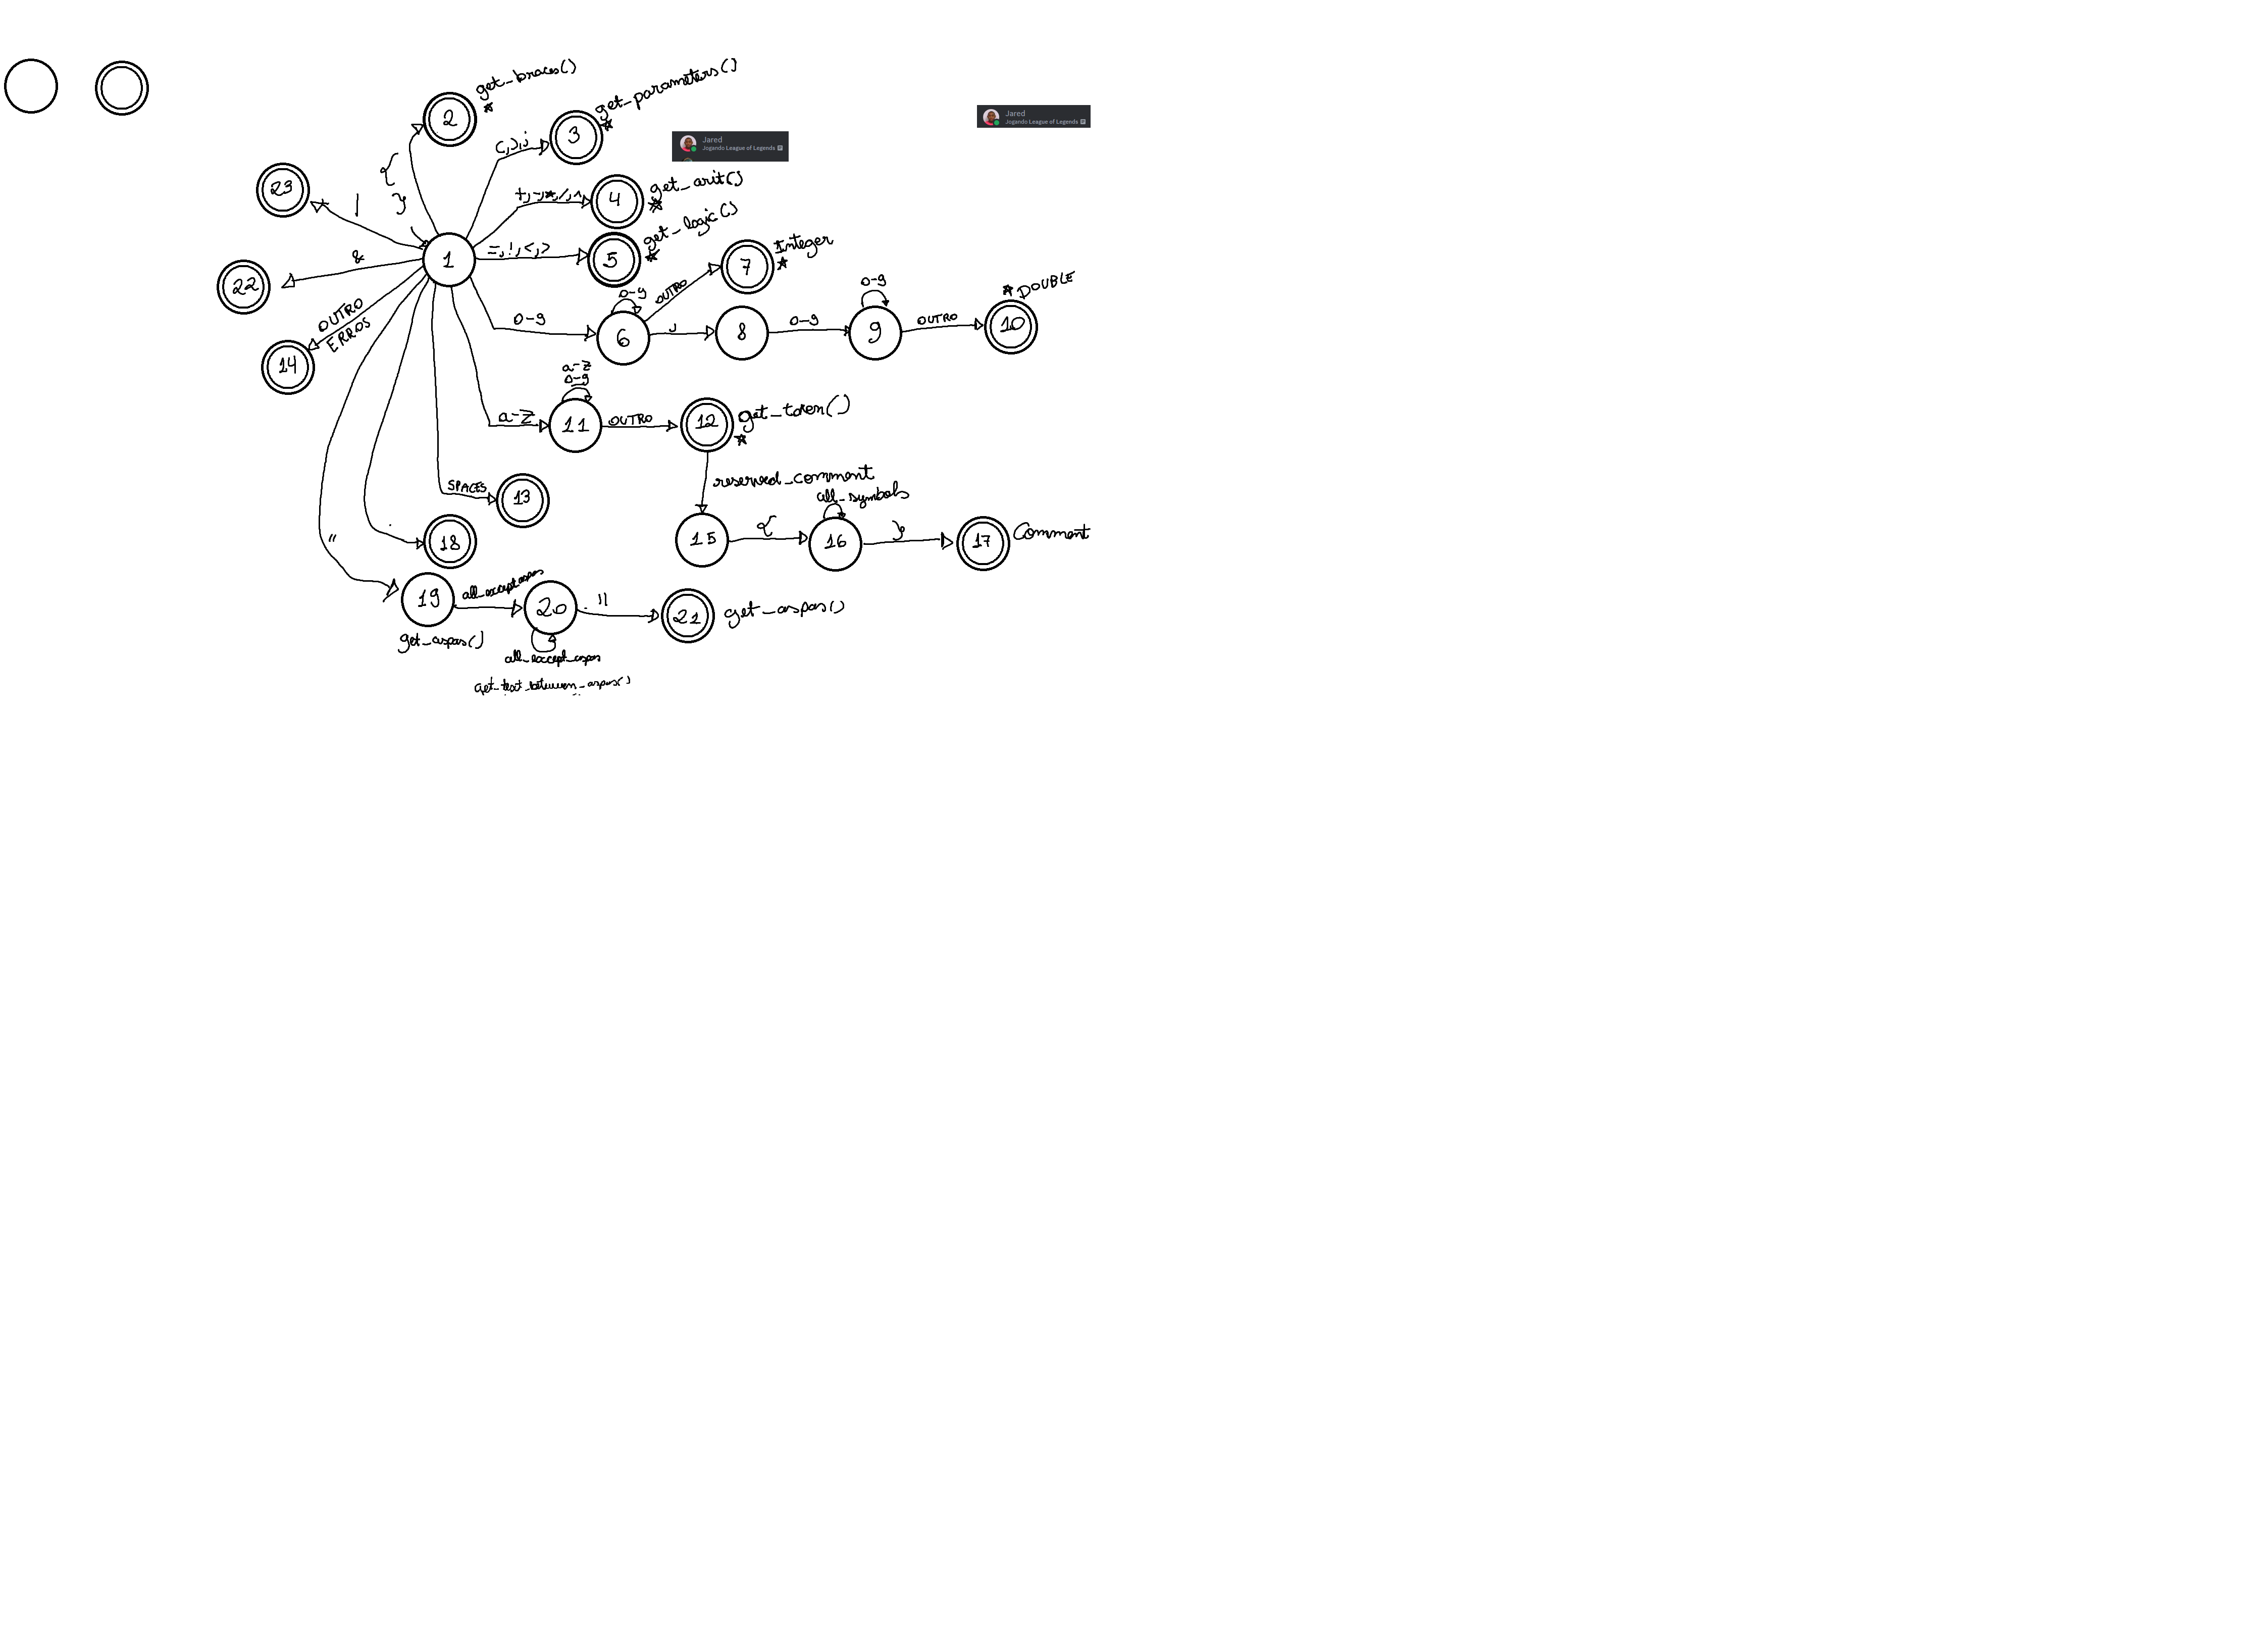 get_braces()
*
2
get_parameters()
*
3
(,),;
Jared
Jogando League of Legends
Jared
Jogando League of Legends
23
|
{
}
+,-,*,/,^
4
get_arit()
*
get_logic()
*
1
=,!,<,>
5
7
Integer
*
&
22
OUTRO
ERROS
14
0-9
0-9
OUTRO
6
,
8
0-9
0-9
9
OUTRO
10
* DOUBLE
a-z
0-9
a-z
11
OUTRO
12
get_token()
*
reserved_comment
SPACES
13
all_symbols
15
{
16
}
17
Comment
.
18
"
19
get_aspas()
all_except_aspas
20
"
21
get_aspas()
all_except_aspas
get_text_between_aspas()